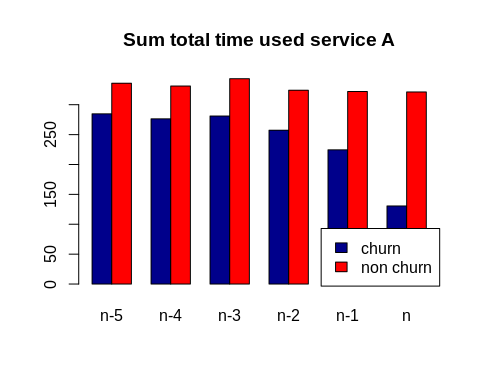 Sum total time used service A
250
150
50
0
churn
non churn
n-5 n-4 n-3 n-2 n-1 n